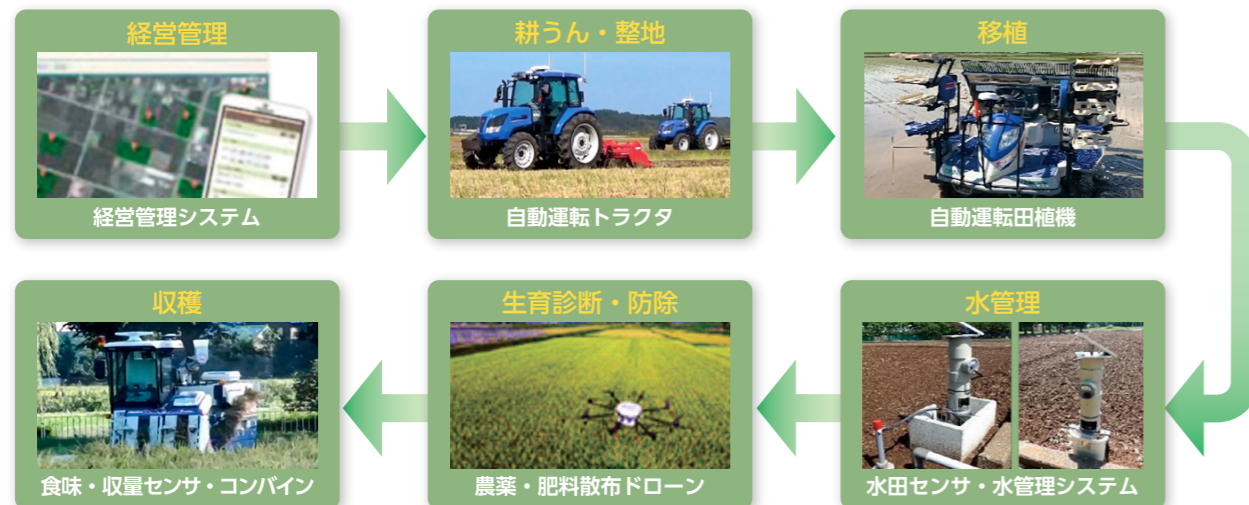 経営管理
経営管理システム
耕うん・整地
自動運転トラクタ
移植
自動運転田植機
水管理
水田センサ・水管理システム
生育診断・防除
農薬・肥料散布ドローン
収穫
食味・収量センサ・コンバイン